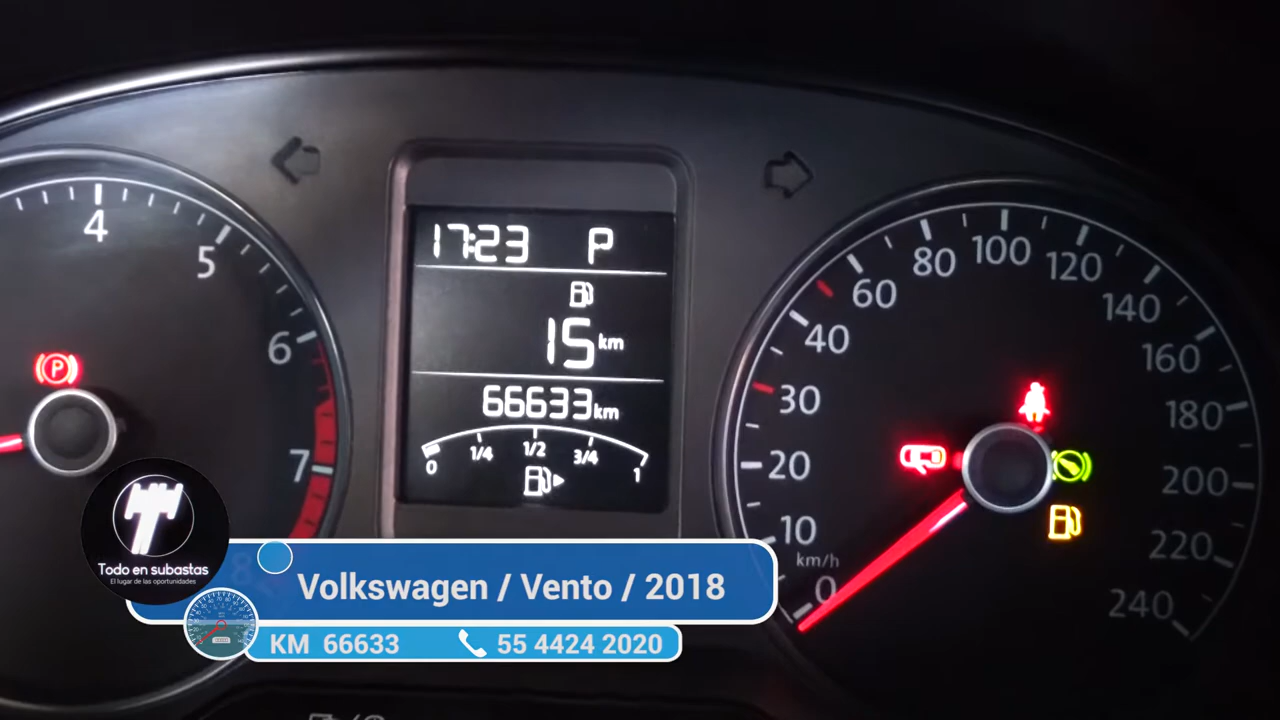 4
5
6
7
8
P
17:23 P
15 km
66633 km
0 1/4 1/2 3/4 1
0
10
20
30
40
60
80
100
120
140
160
180
200
220
240
km/h
Todo en subastas
El lugar de las oportunidades
Volkswagen / Vento / 2018
KM 66633
55 4424 2020